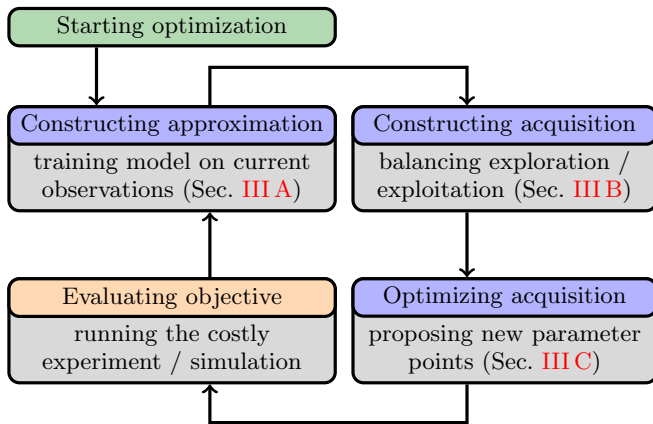 Starting optimization
Constructing approximation
training model on current
observations (Sec. III A)
Constructing acquisition
balancing exploration /
exploitation (Sec. III B)
Evaluating objective
running the costly
experiment / simulation
Optimizing acquisition
proposing new parameter
points (Sec. III C)